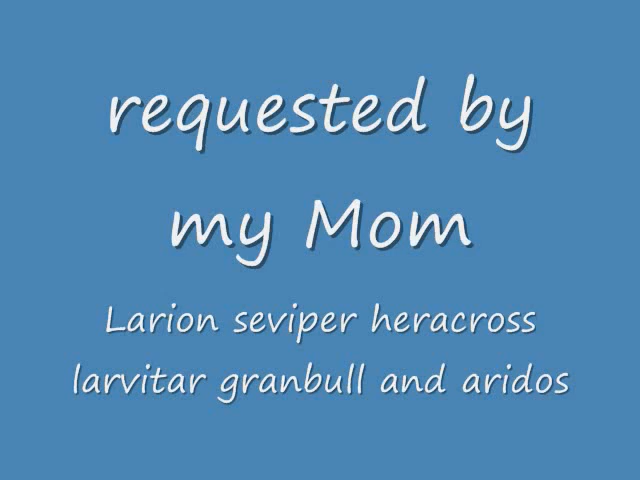 requested by
my Mom
Larion seviper heracross
larvitar granbull and aridos